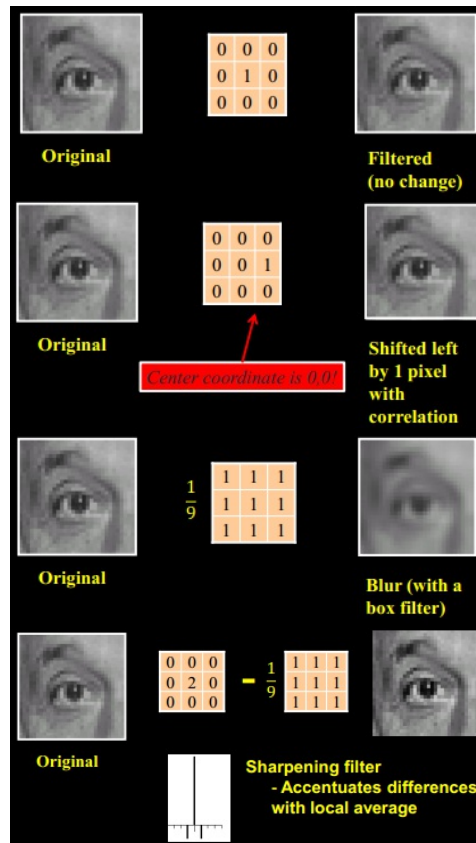 0 0 0
0 1 0
0 0 0
Original
Filtered
(no change)
0 0 0
0 0 1
0 0 0
Original
Center coordinate is 0,0!
Shifted left
by 1 pixel
with
correlation
1
9
1 1 1
1 1 1
1 1 1
Original
Blur (with a
box filter)
0 0 0
0 2 0
0 0 0
-
1
9
1 1 1
1 1 1
1 1 1
Original
Sharpening filter
- Accentuates differences
with local average